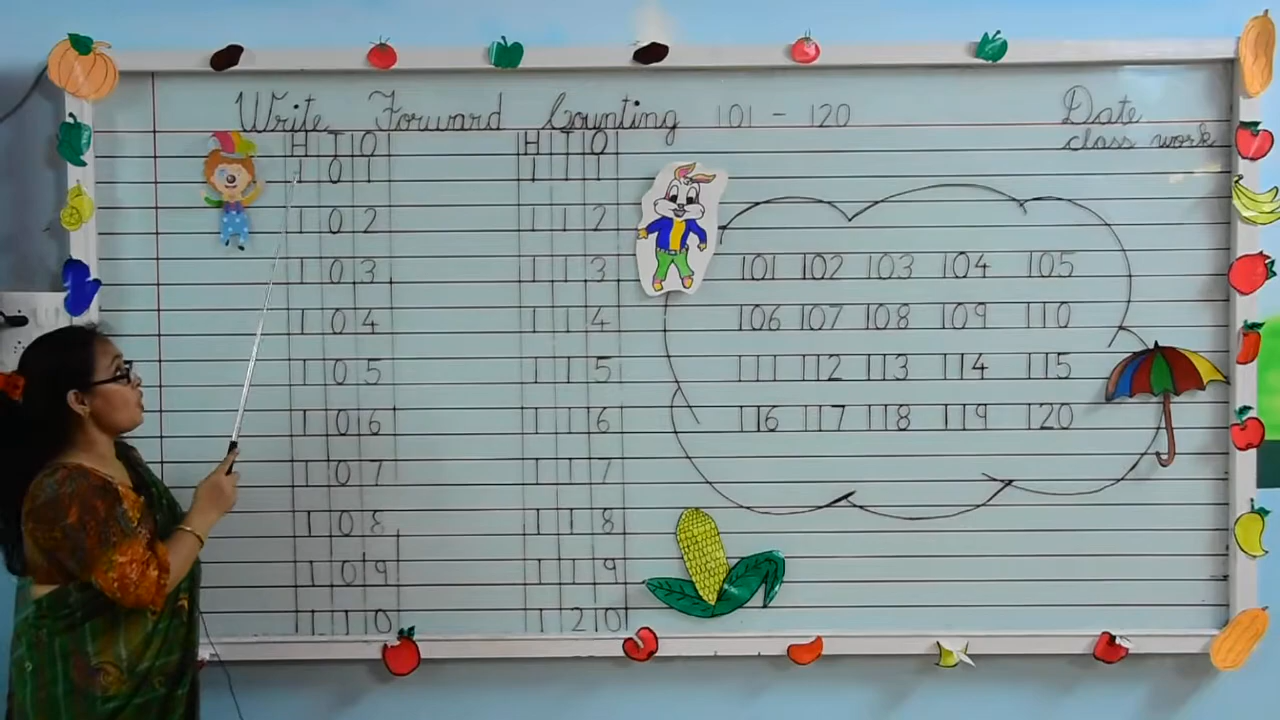 Write Forward Counting 101 - 120
Date
class work
H T O
1 0 1
1 0 2
1 0 3
1 0 4
1 0 5
1 0 6
1 0 7
1 0 8
1 0 9
1 1 0
H T O
1 1 1
1 1 2
1 1 3
1 1 4
1 1 5
1 1 6
1 1 7
1 1 8
1 1 9
1 2 0
101 102 103 104 105
106 107 108 109 110
111 112 113 114 115
116 117 118 119 120